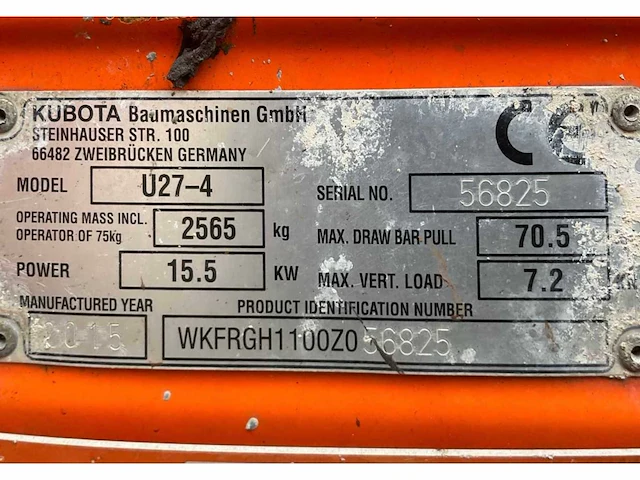 KUBOTA Baumaschinen GmbH
STEINHAUSER STR. 100
66482 ZWEIBRÜCKEN GERMANY
CE
MODEL U27-4
SERIAL NO. 56825
OPERATING MASS INCL.
OPERATOR OF 75kg 2565 kg
MAX. DRAW BAR PULL 70.5
POWER 15.5 KW
MAX. VERT. LOAD 7.2
MANUFACTURED YEAR
2015
PRODUCT IDENTIFICATION NUMBER
WKFRGH1100Z056825